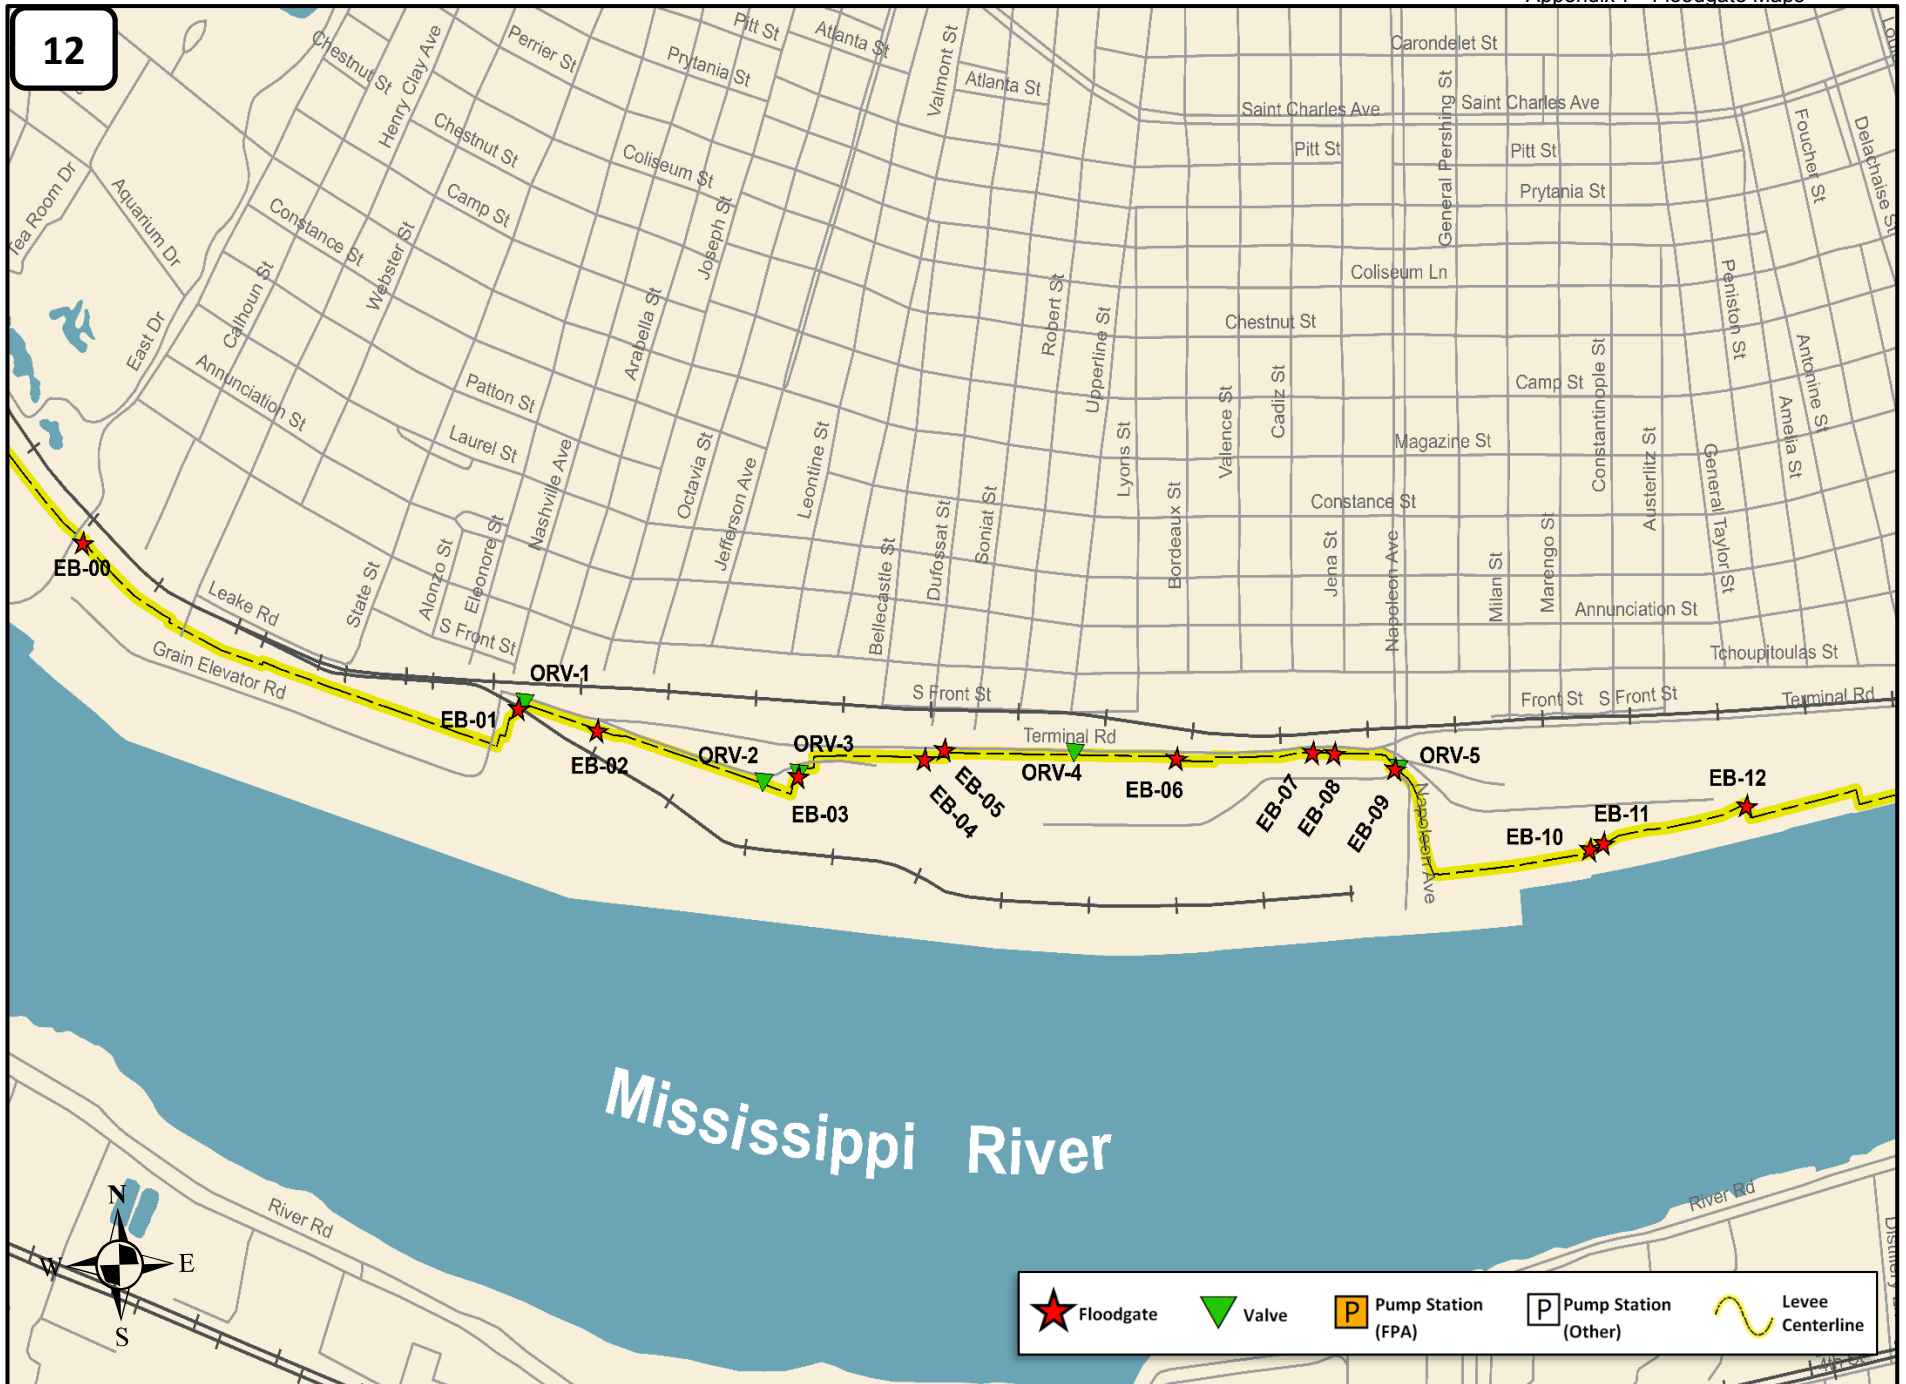 Appendix I - Floodgate Maps
12
Chestnut St
Henry Clay Ave
Perrier St
Pitt St
Prytania St
Atlanta St
Valmont St
Atlanta St
Carondelet St
Saint Charles Ave
General Pershing St
Saint Charles Ave
Foucher St
Delachaise St
Pitt St
Pitt St
Prytania St
Tea Room Dr
Aquarium Dr
Chestnut St
Coliseum St
Camp St
Joseph St
Constance St
Webster St
Calhoun St
East Dr
Annunciation St
Arabella St
Robert St
Upperline St
Coliseum Ln
Chestnut St
Peniston St
Antonine St
Patton St
Laurel St
Nashville Ave
Octavia St
Jefferson Ave
Leontine St
Lyons St
Valence St
Cadiz St
Camp St
Magazine St
Constantinople St
Austerlitz St
Amelia St
General Taylor St
Constance St
Bordeaux St
Soniat St
Dufossat St
Bellecastle St
Jena St
Napoleon Ave
Milan St
Marengo St
Annunciation St
Tchoupitoulas St
EB-00
Leake Rd
State St
Alonzo St
Eleonore St
S Front St
Grain Elevator Rd
ORV-1
EB-01
EB-02
ORV-2
ORV-3
EB-03
S Front St
Terminal Rd
EB-05
EB-04
ORV-4
EB-06
EB-07
EB-08
EB-09
ORV-5
Napoleon Ave
Front St
S Front St
Terminal Rd
EB-10
EB-11
EB-12
Mississippi River
River Rd
River Rd
N
W
E
S
4th St
Floodgate
Valve
P
Pump Station
(FPA)
P
Pump Station
(Other)
Levee
Centerline